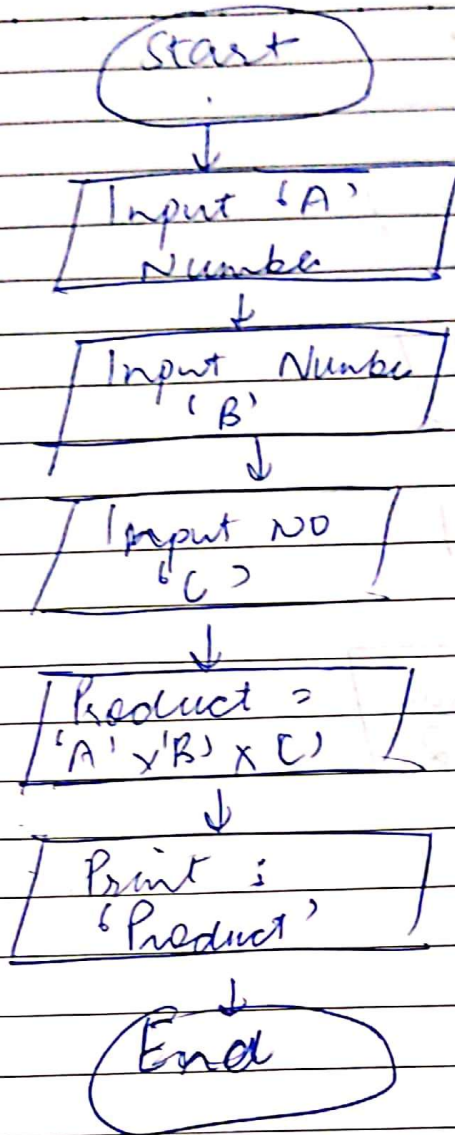 Start
Input 'A'
Number
Input Number
'B'
Input NO
'C'
Product =
'A' x 'B' x C'
Print :
'Product'
End